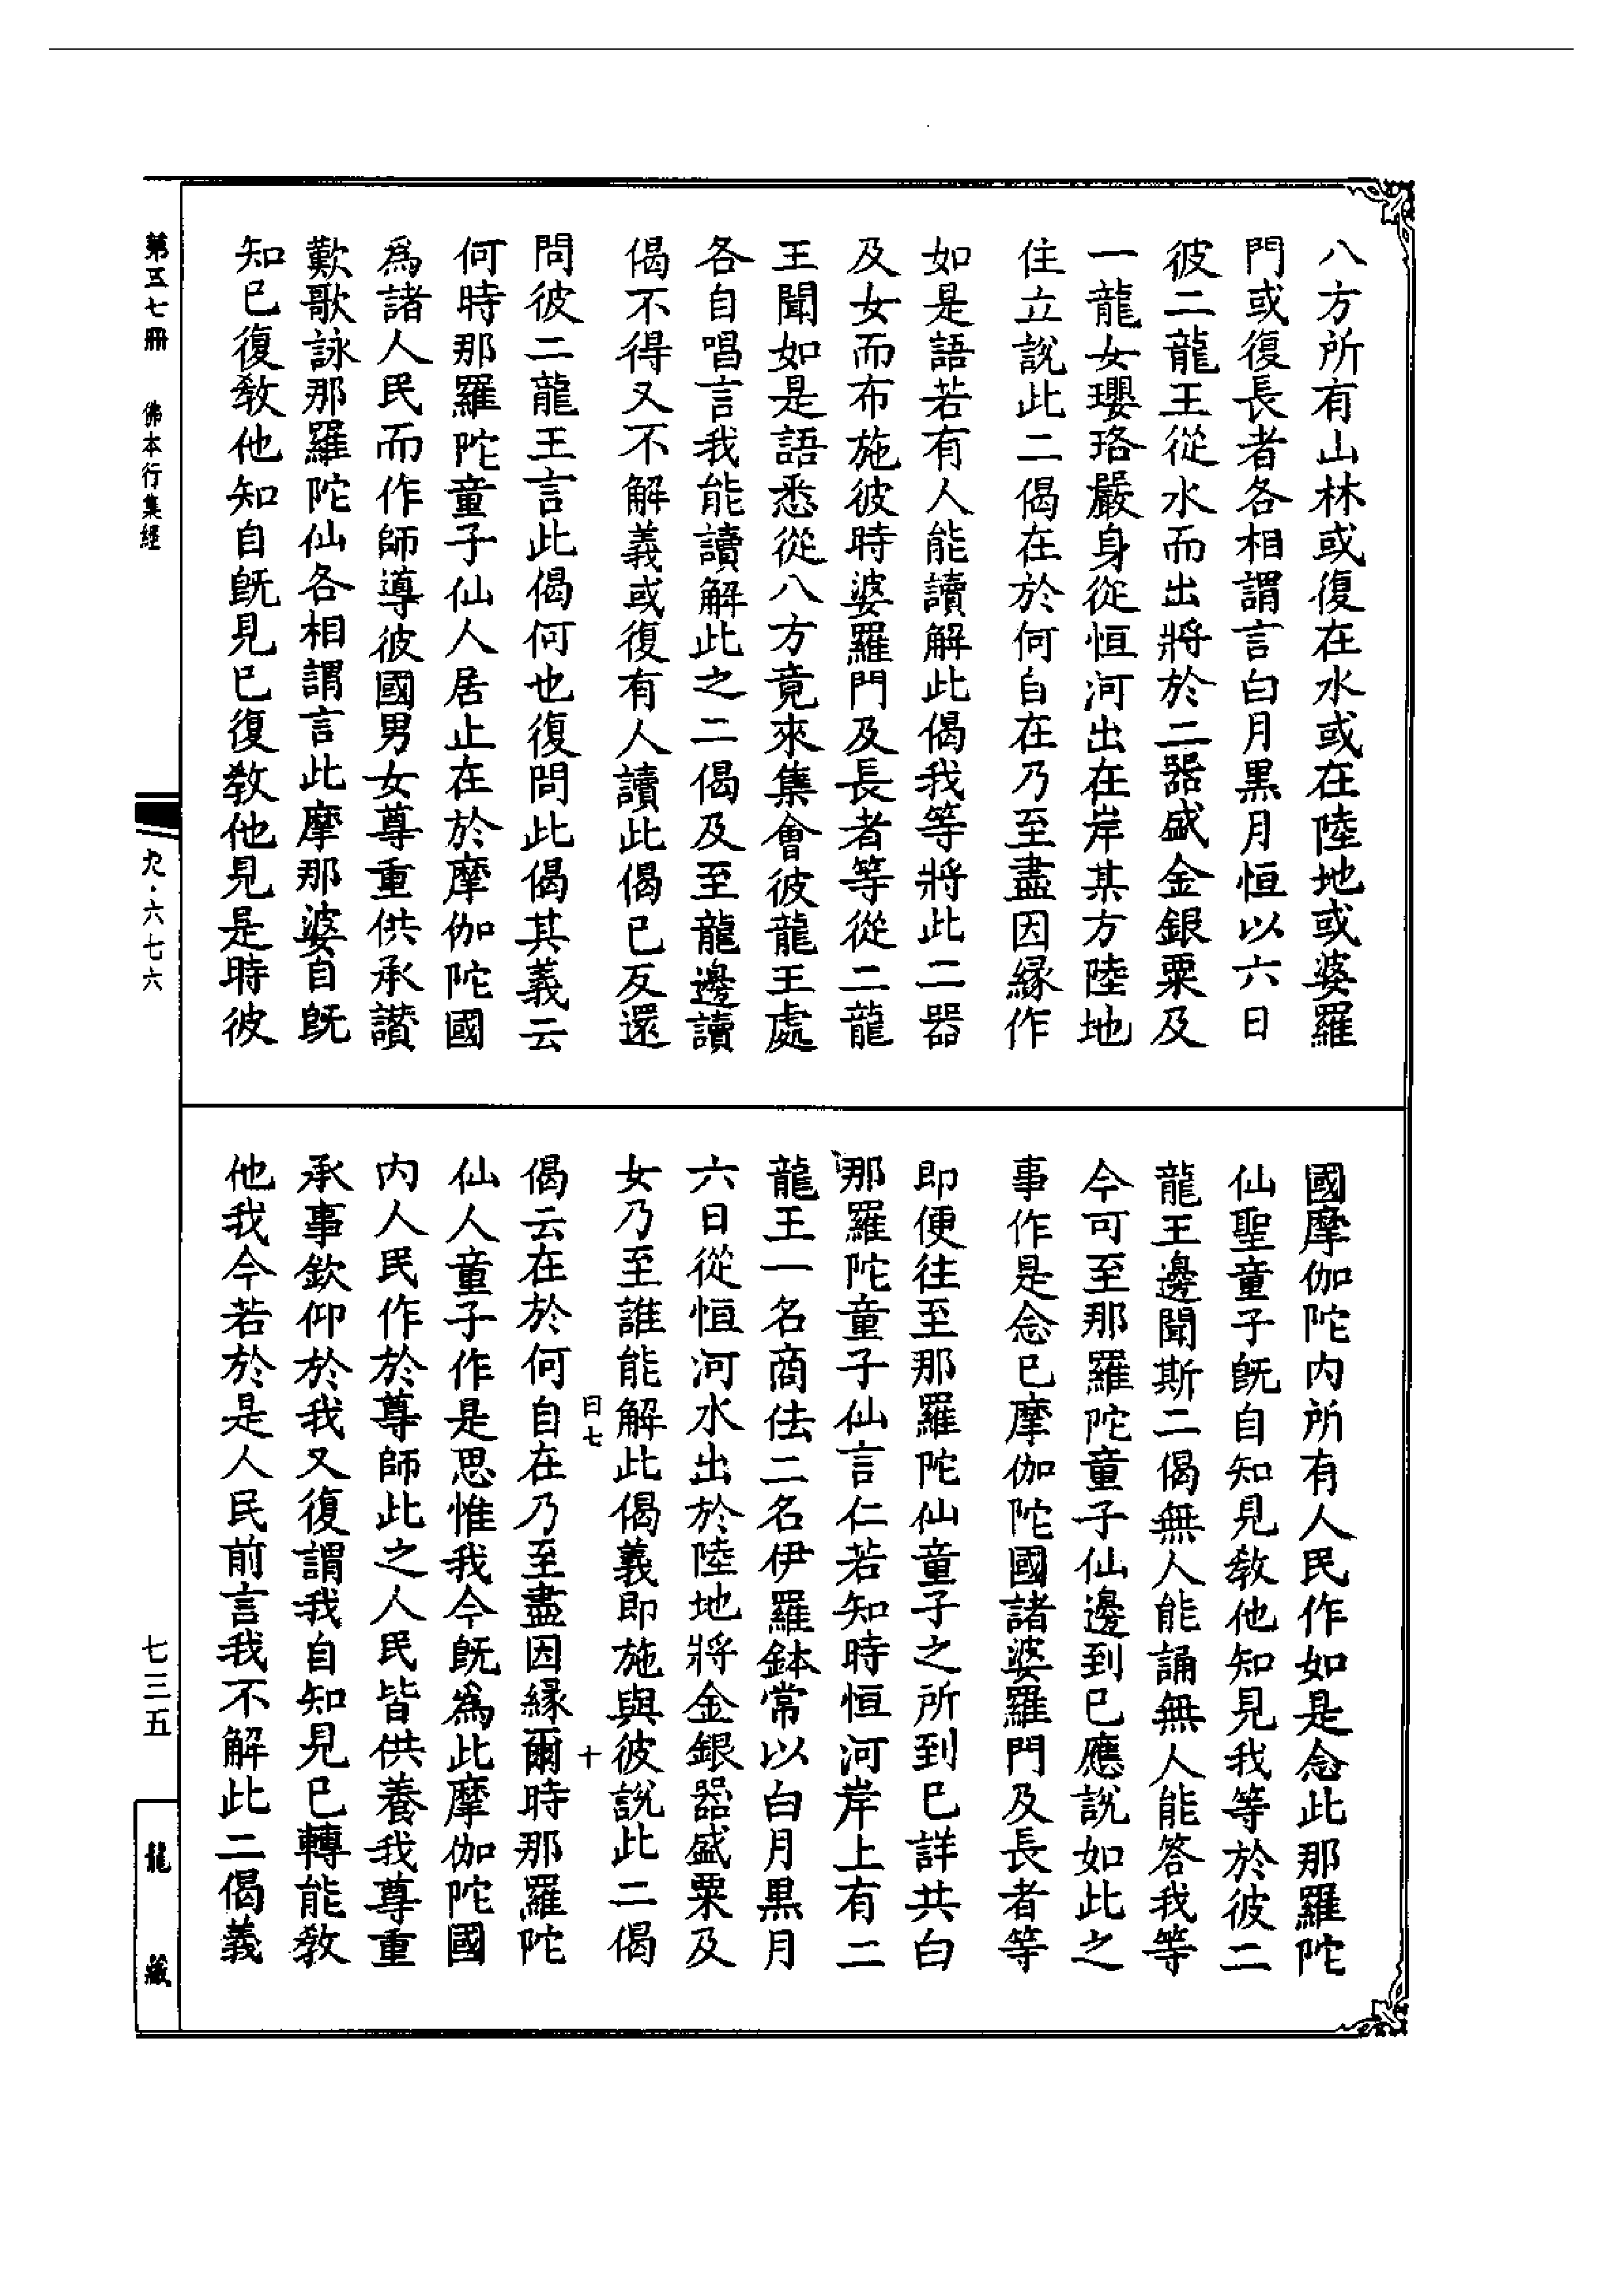 八方所有山林或復在水或在陸地或婆羅
門或復長者各相謂言白月黑月恒以六日
彼二龍王從水而出將於二器盛金銀粟及
一龍女瓔珞嚴身從恒河出在岸某方陸地
住立說此二偈在於何自在乃至盡因緣作
如是語若有人能讀解此偈我等將此二器
及女而布施彼時婆羅門及長者等從二龍
王聞如是語悉從八方竟來集會彼龍王處
各自唱言我能讀解此之二偈及至龍邊讀
偈不得又不解義或復有人讀此偈已反還
問彼二龍王言此偈何也復問此偈其義云
何時那羅陀童子仙人居止在於摩伽陀國
爲諸人民而作師導彼國男女尊重供承讃
歎歌詠那羅陀仙各相謂言此摩那婆自旣
知已復敎他知自旣見已復敎他見是時彼
國摩伽陀内所有人民作如是念此那羅陀
仙聖童子旣自知見敎他知見我等於彼二
龍王邊聞斯二偈無人能誦無人能答我等
今可至那羅陀童子仙邊到已應說如此之
事作是念已摩伽陀國諸婆羅門及長者等
即便往至那羅陀仙童子之所到已詳共白
那羅陀童子仙言仁若知時恒河岸上有二
龍王一名商佉二名伊羅鉢常以白月黑月
六日從恒河水出於陸地將金銀器盛粟及
女乃至誰能解此偈義即施與彼說此二偈
曰七 十
偈云在於何自在乃至盡因緣爾時那羅陀
仙人童子作是思惟我今旣爲此摩伽陀國
内人民作於尊師此之人民皆供養我尊重
承事欽仰於我又復謂我自知見已轉能敎
他我今若於是人民前言我不解此二偈義
第三七冊 佛本行集經
九·六七六
七三五
龍藏